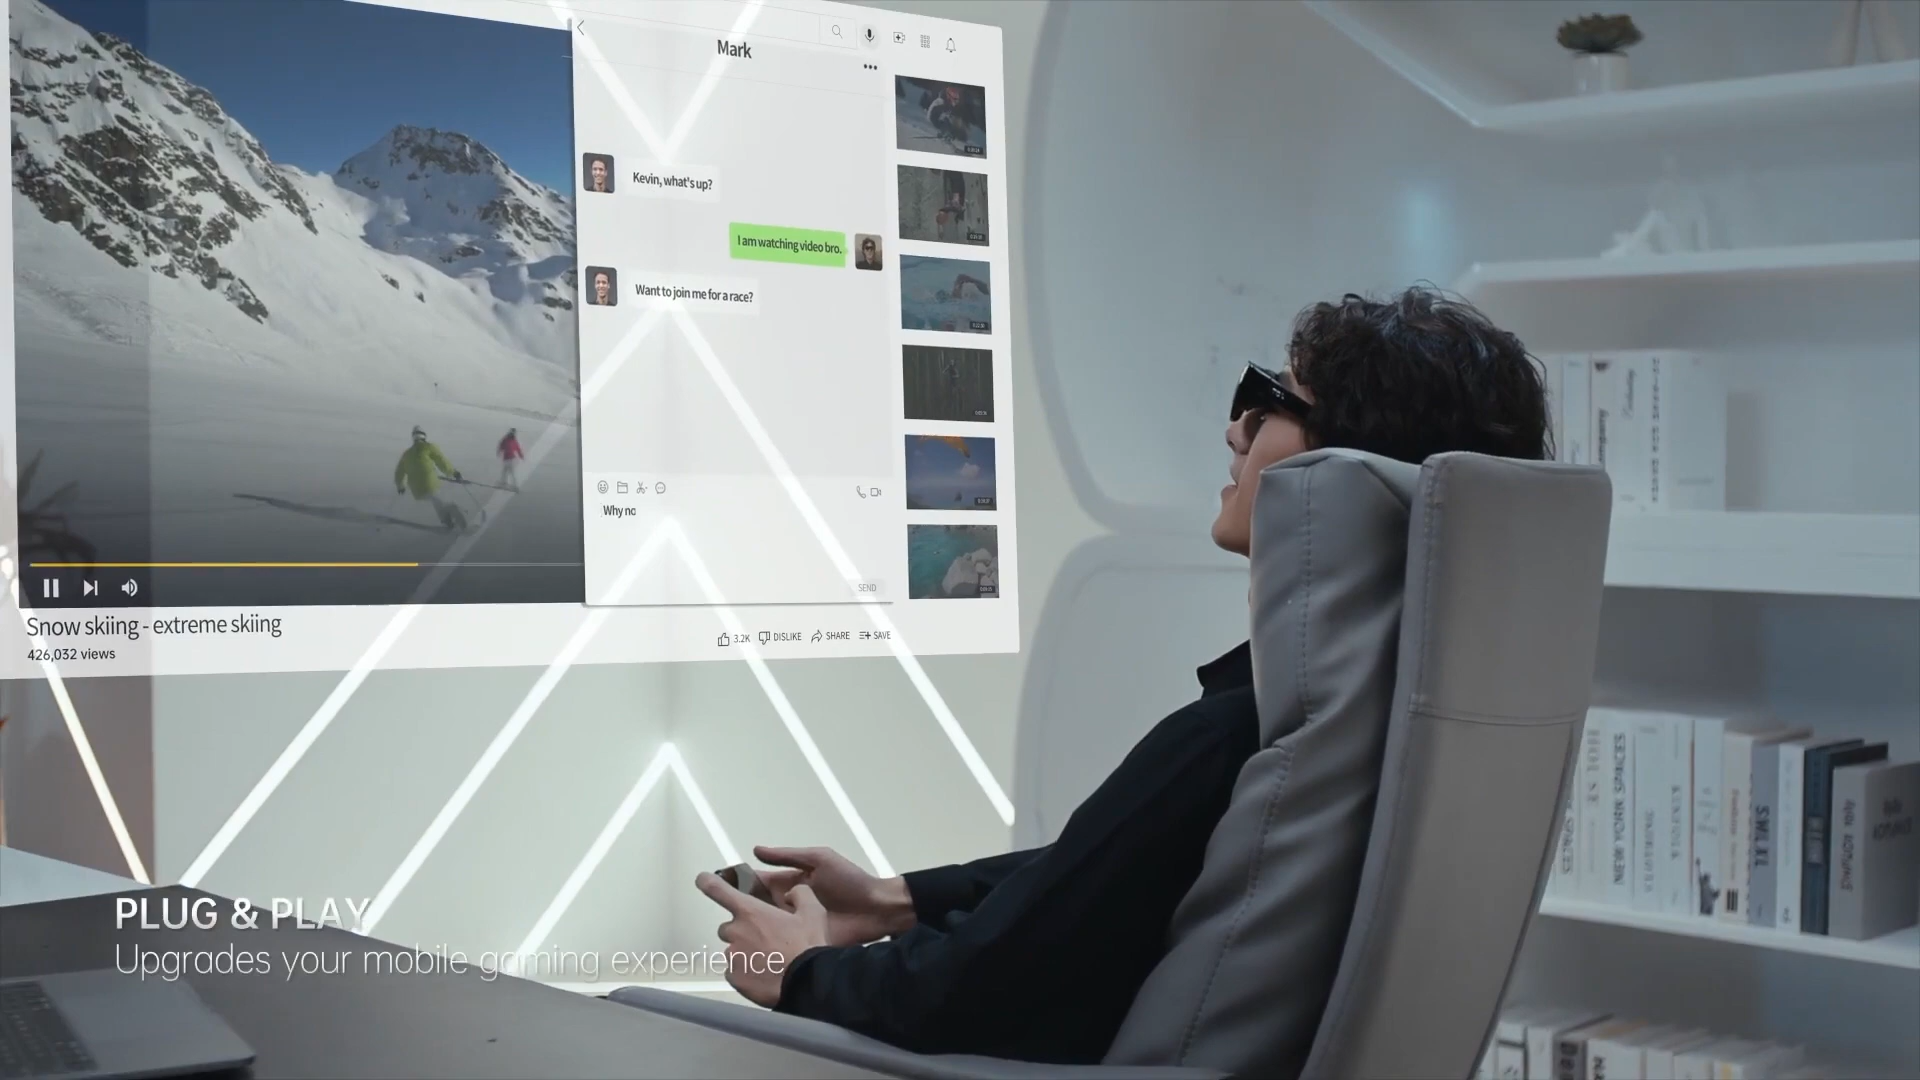 Mark
Kevin, what's up?
I am watching video bro.
Want to join me for a race?
Why no
SEND
Snow skiing - extreme skiing
426,032 views
3.2K
DISLIKE
SHARE
SAVE
PLUG & PLAY
Upgrades your mobile gaming experience